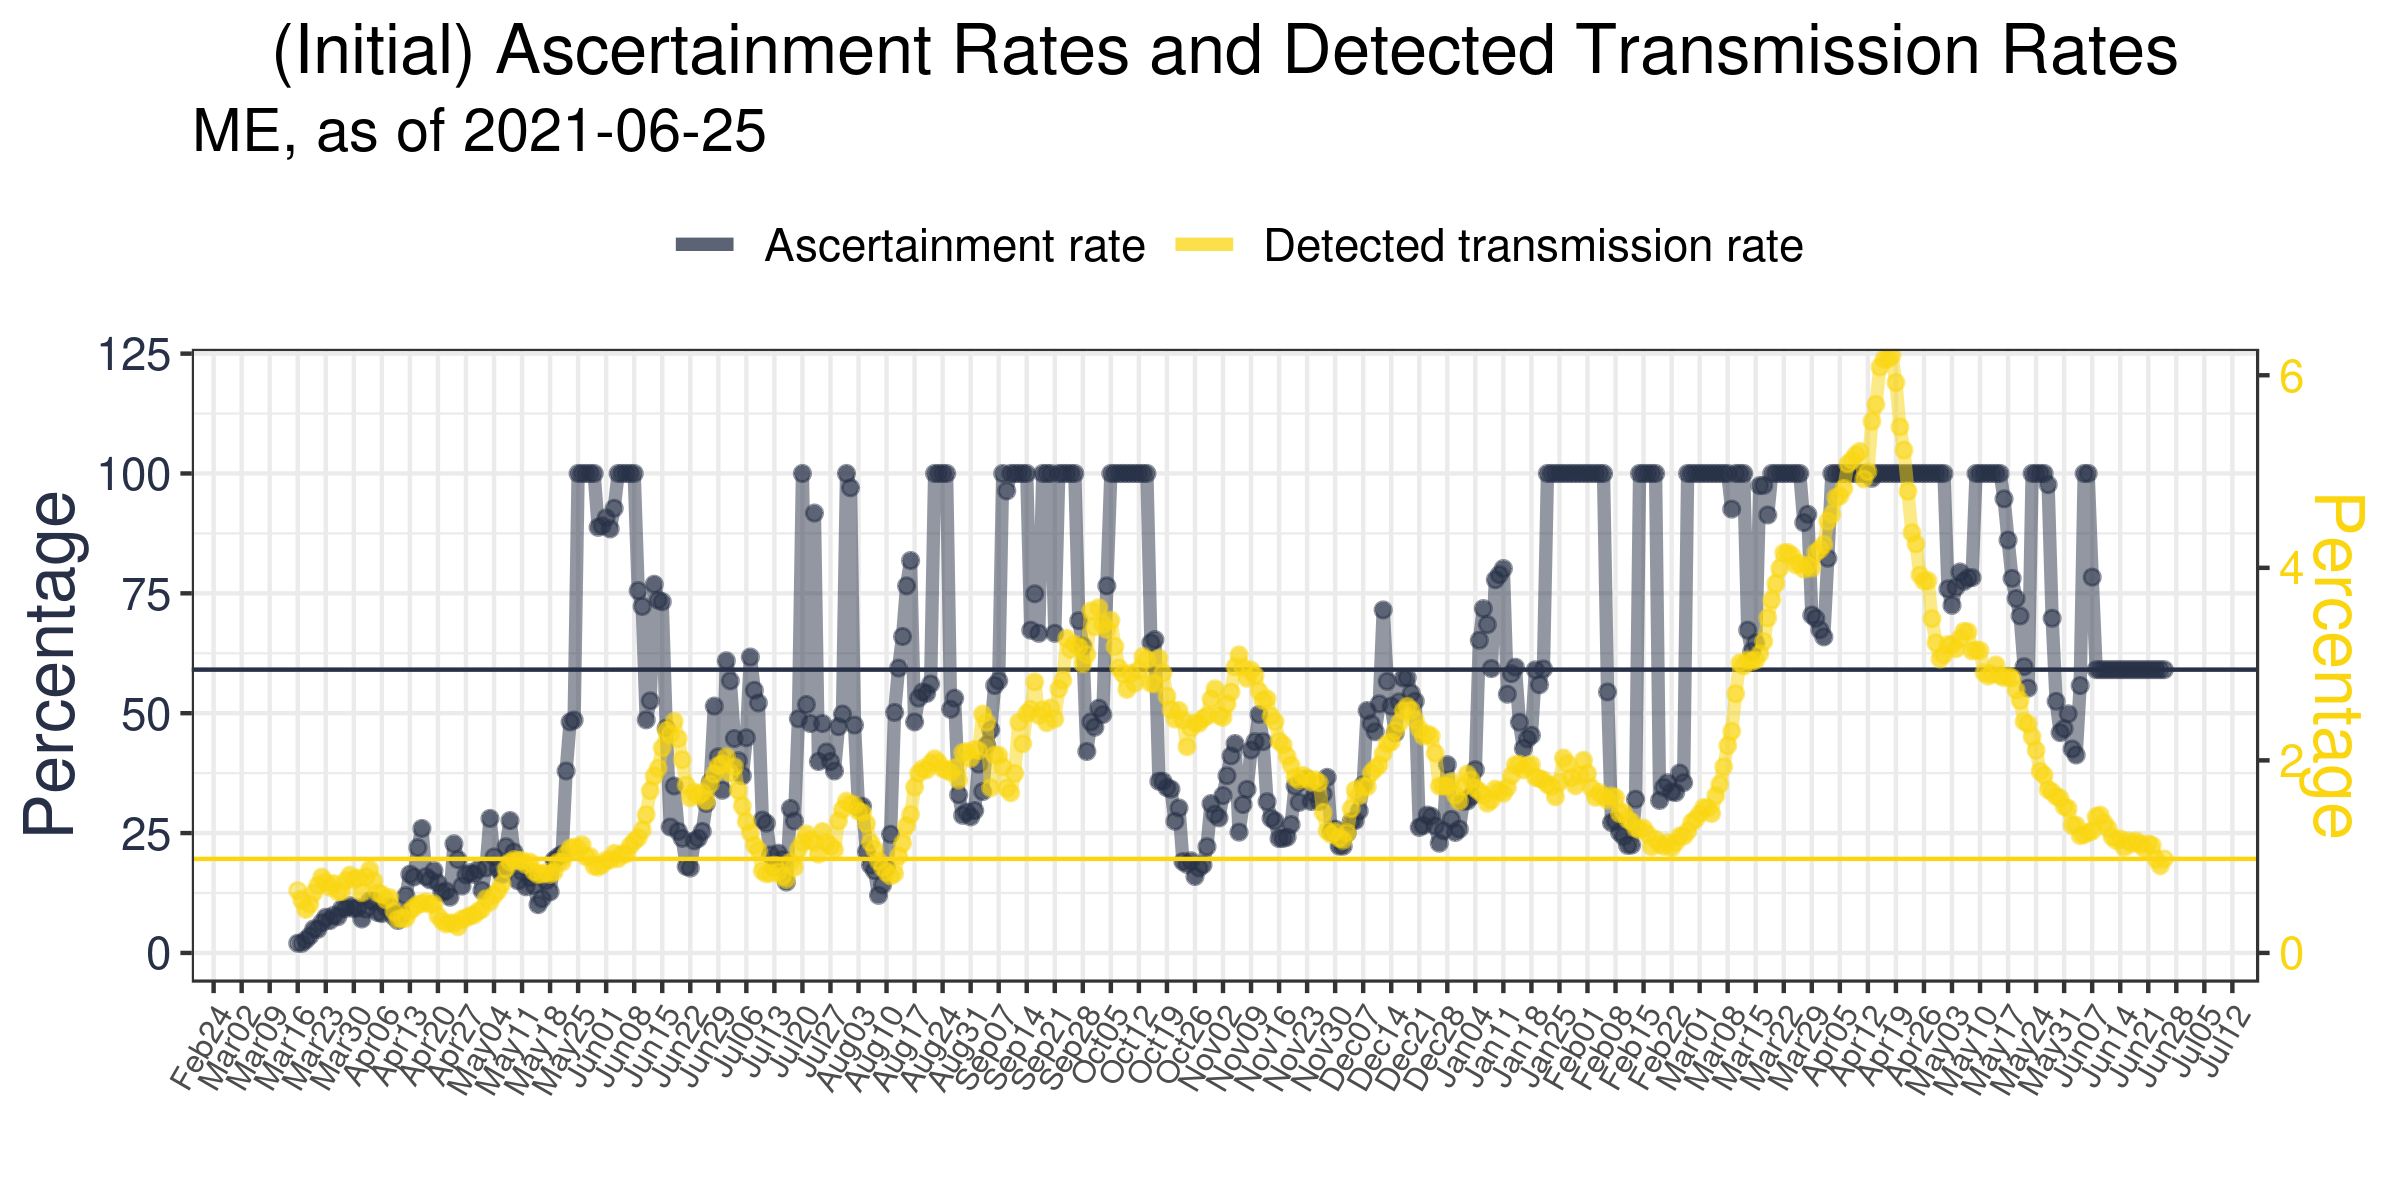 (Initial) Ascertainment Rates and Detected Transmission Rates
ME, as of 2021-06-25
Ascertainment rate
Detected transmission rate
125
100
75
50
25
0
Percentage
6
4
2
0
Percentage
Feb24
Mar02
Mar09
Mar16
Mar23
Mar30
Apr06
Apr13
Apr20
Apr27
May04
May11
May18
May25
Jun01
Jun08
Jun15
Jun22
Jun29
Jul06
Jul13
Jul20
Jul27
Aug03
Aug10
Aug17
Aug24
Aug31
Sep07
Sep14
Sep21
Sep28
Oct05
Oct12
Oct19
Oct26
Nov02
Nov09
Nov16
Nov23
Nov30
Dec07
Dec14
Dec21
Dec28
Jan04
Jan11
Jan18
Jan25
Feb01
Feb08
Feb15
Feb22
Mar01
Mar08
Mar15
Mar22
Mar29
Apr05
Apr12
Apr19
Apr26
May03
May10
May17
May24
May31
Jun07
Jun14
Jun21
Jun28
Jul05
Jul12